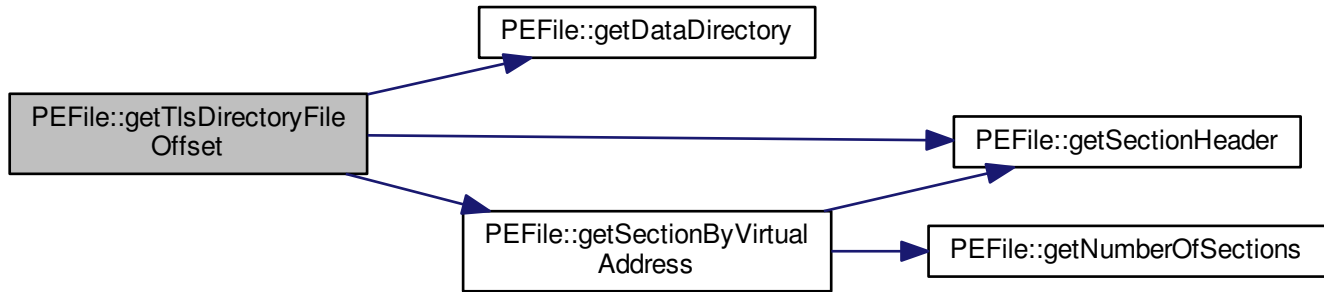 PEFile::getDataDirectory
PEFile::getTlsDirectoryFile
Offset
PEFile::getSectionHeader
PEFile::getSectionByVirtual
Address
PEFile::getNumberOfSections